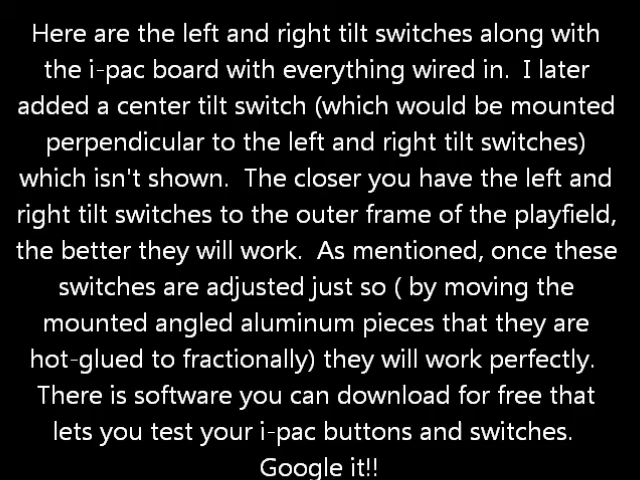 Here are the left and right tilt switches along with
the i-pac board with everything wired in.  I later
added a center tilt switch (which would be mounted
perpendicular to the left and right tilt switches)
which isn't shown.  The closer you have the left and
right tilt switches to the outer frame of the playfield,
the better they will work.  As mentioned, once these
switches are adjusted just so ( by moving the
mounted angled aluminum pieces that they are
hot-glued to fractionally) they will work perfectly.
There is software you can download for free that
lets you test your i-pac buttons and switches.
Google it!!